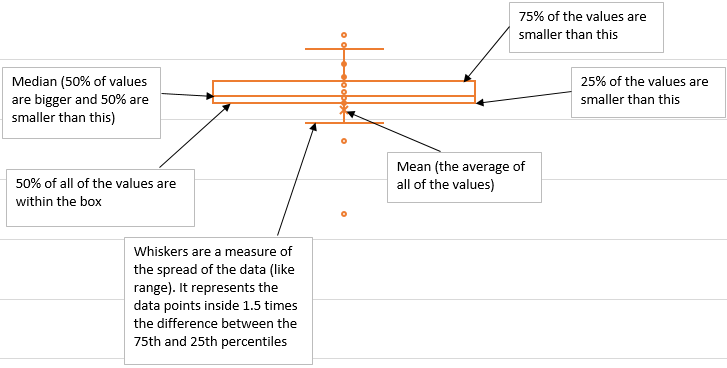 75% of the values are
smaller than this
Median (50% of values
are bigger and 50% are
smaller than this)
25% of the values are
smaller than this
Mean (the average of
all of the values)
50% of all of the values are
within the box
Whiskers are a measure of
the spread of the data (like
range). It represents the
data points inside 1.5 times
the difference between the
75th and 25th percentiles